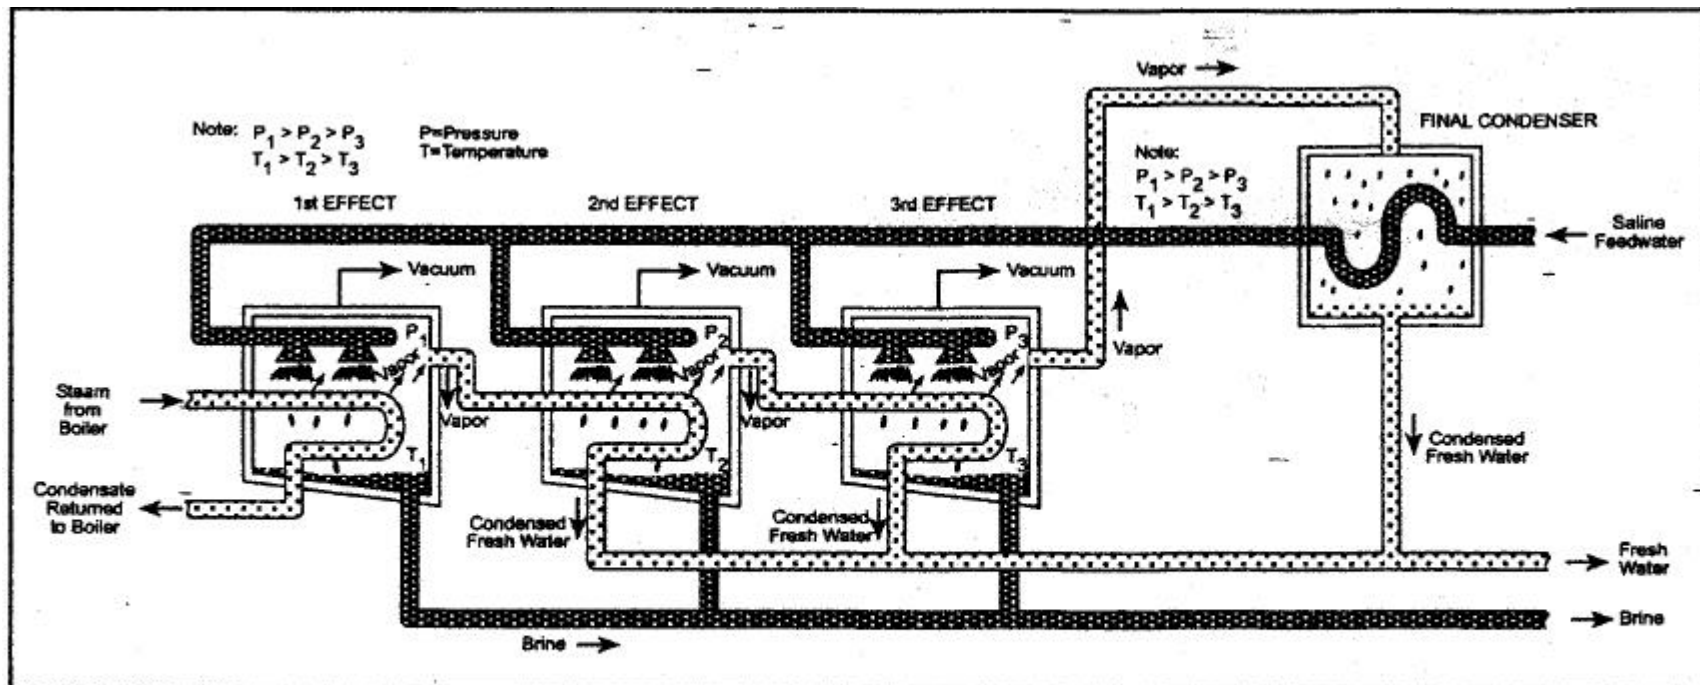 Vapor
FINAL CONDENSER
Note: P1 > P2 > P3
T1 > T2 > T3
P=Pressure
T=Temperature
Note:
P1 > P2 > P3
T1 > T2 > T3
1st EFFECT
2nd EFFECT
3rd EFFECT
Saline
Feedwater
Vacuum
Vacuum
Vacuum
P1
P2
P3
Vapor
Vapor
Vapor
Vapor
Steam
from
Boiler
Vapor
Vapor
T1
T2
T3
Condensed
Fresh Water
Condensate
Returned
to Boiler
Condensed
Fresh Water
Condensed
Fresh Water
Fresh
Water
Brine
Brine